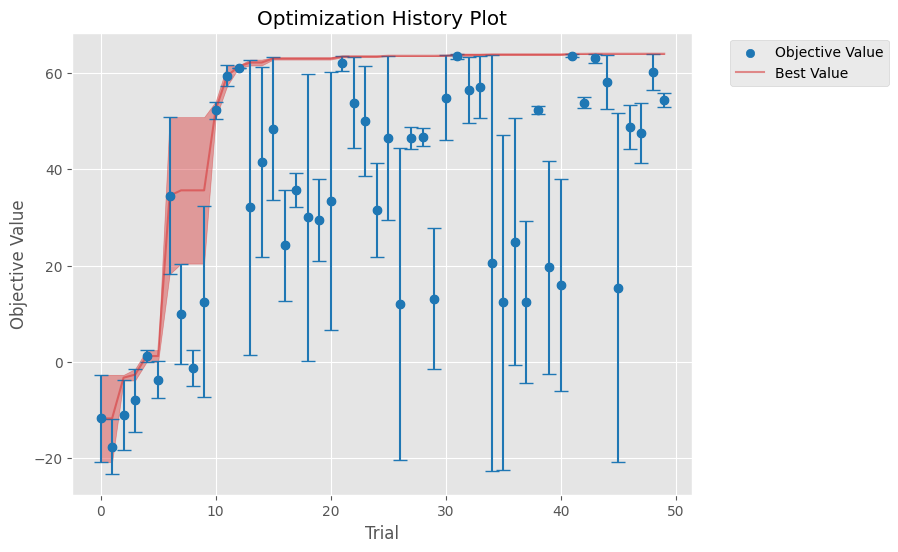 Optimization History Plot
Objective Value
Best Value
Objective Value
60
40
20
0
−20
0 10 20 30 40 50
Trial